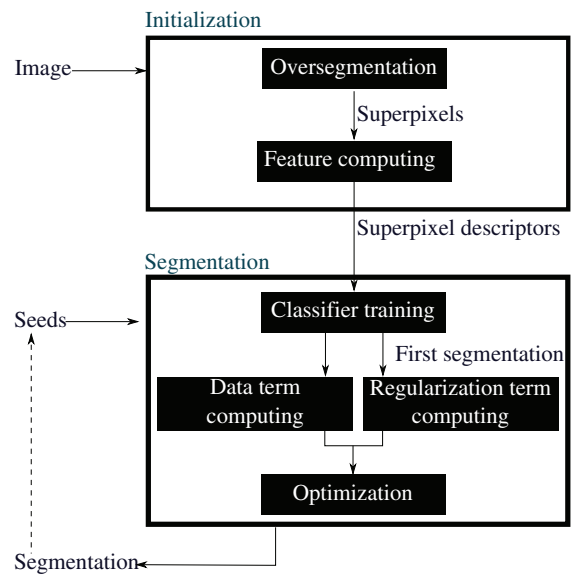 Initialization
Image
Oversegmentation
Superpixels
Feature computing
Superpixel descriptors
Segmentation
Classifier training
Seeds
First segmentation
Data term
computing
Regularization term
computing
Optimization
Segmentation